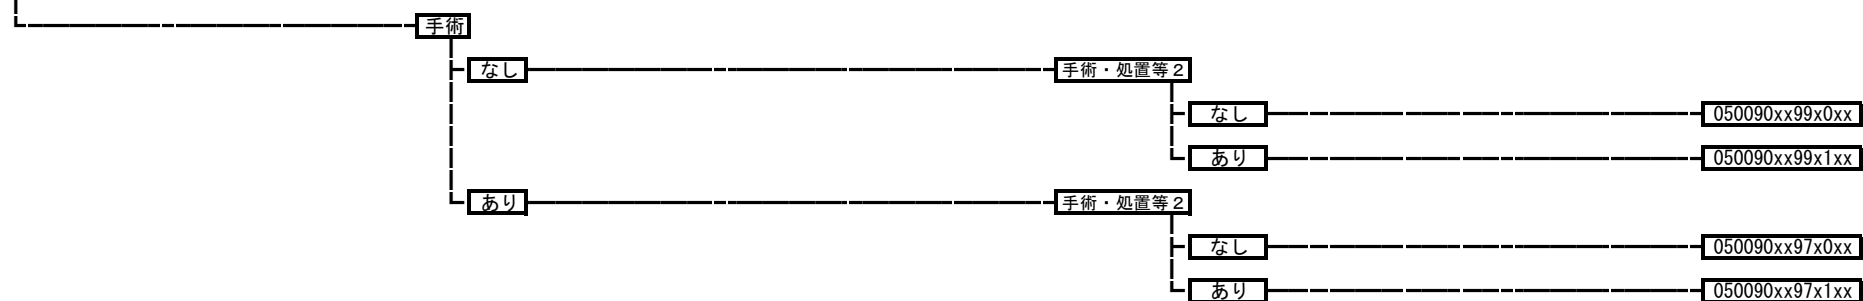 手術
なし 手術・処置等２
なし 050090xx99x0xx
あり 050090xx99x1xx
あり 手術・処置等２
なし 050090xx97x0xx
あり 050090xx97x1xx